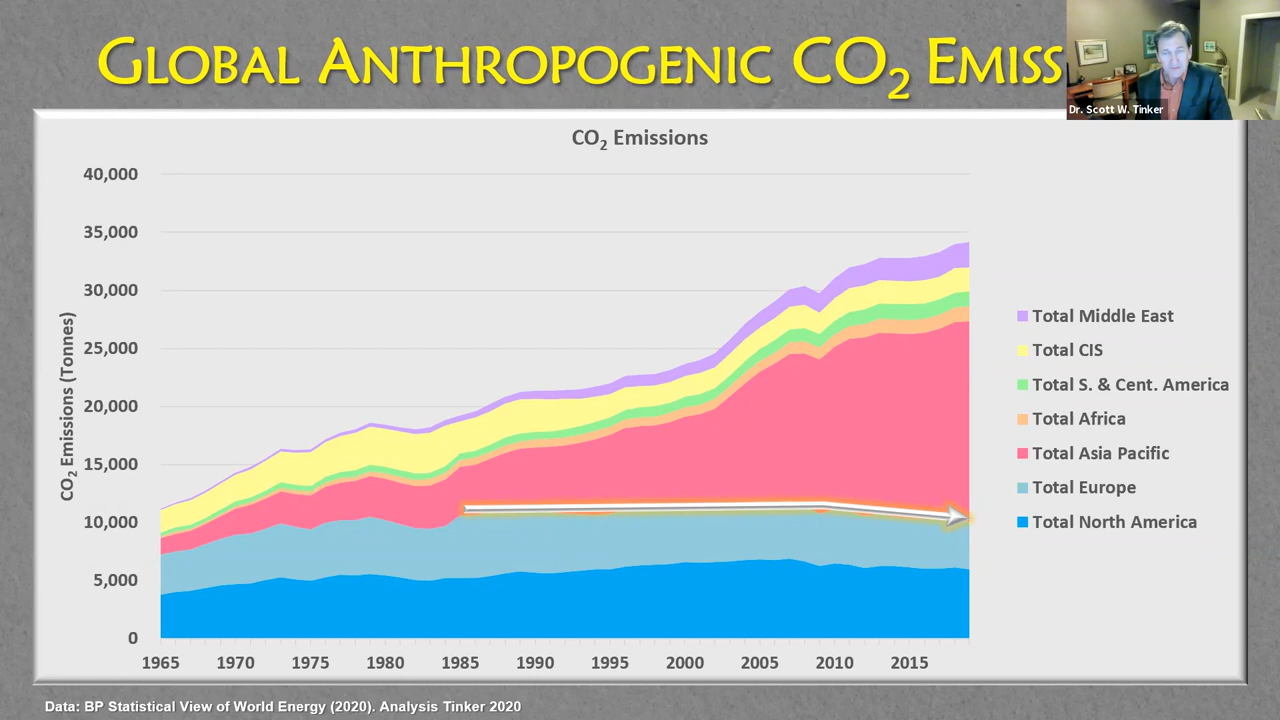 GLOBAL ANTHROPOGENIC CO2 EMISS
Dr. Scott W. Tinker
CO2 Emissions
CO2 Emissions (Tonnes)
40,000
35,000
30,000
25,000
20,000
15,000
10,000
5,000
0
1965 1970 1975 1980 1985 1990 1995 2000 2005 2010 2015
Total Middle East
Total CIS
Total S. & Cent. America
Total Africa
Total Asia Pacific
Total Europe
Total North America
Data: BP Statistical View of World Energy (2020). Analysis Tinker 2020